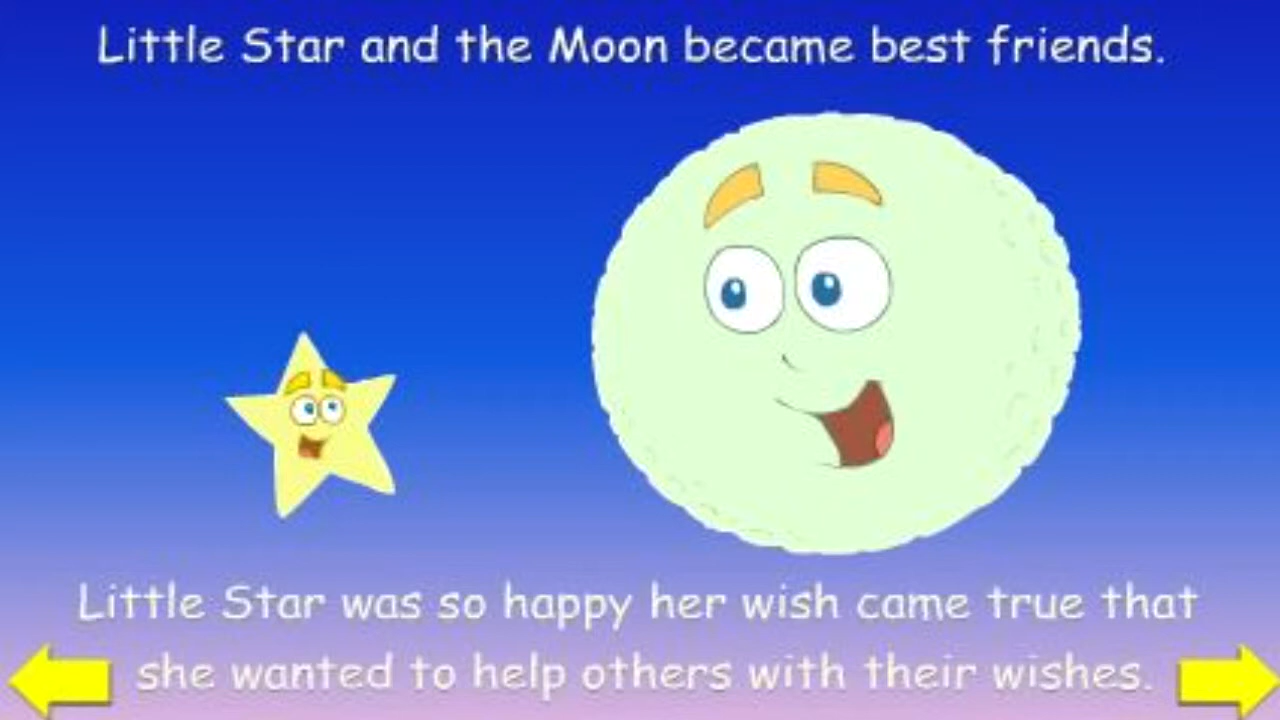 Little Star and the Moon became best friends.
Little Star was so happy her wish came true that
she wanted to help others with their wishes.